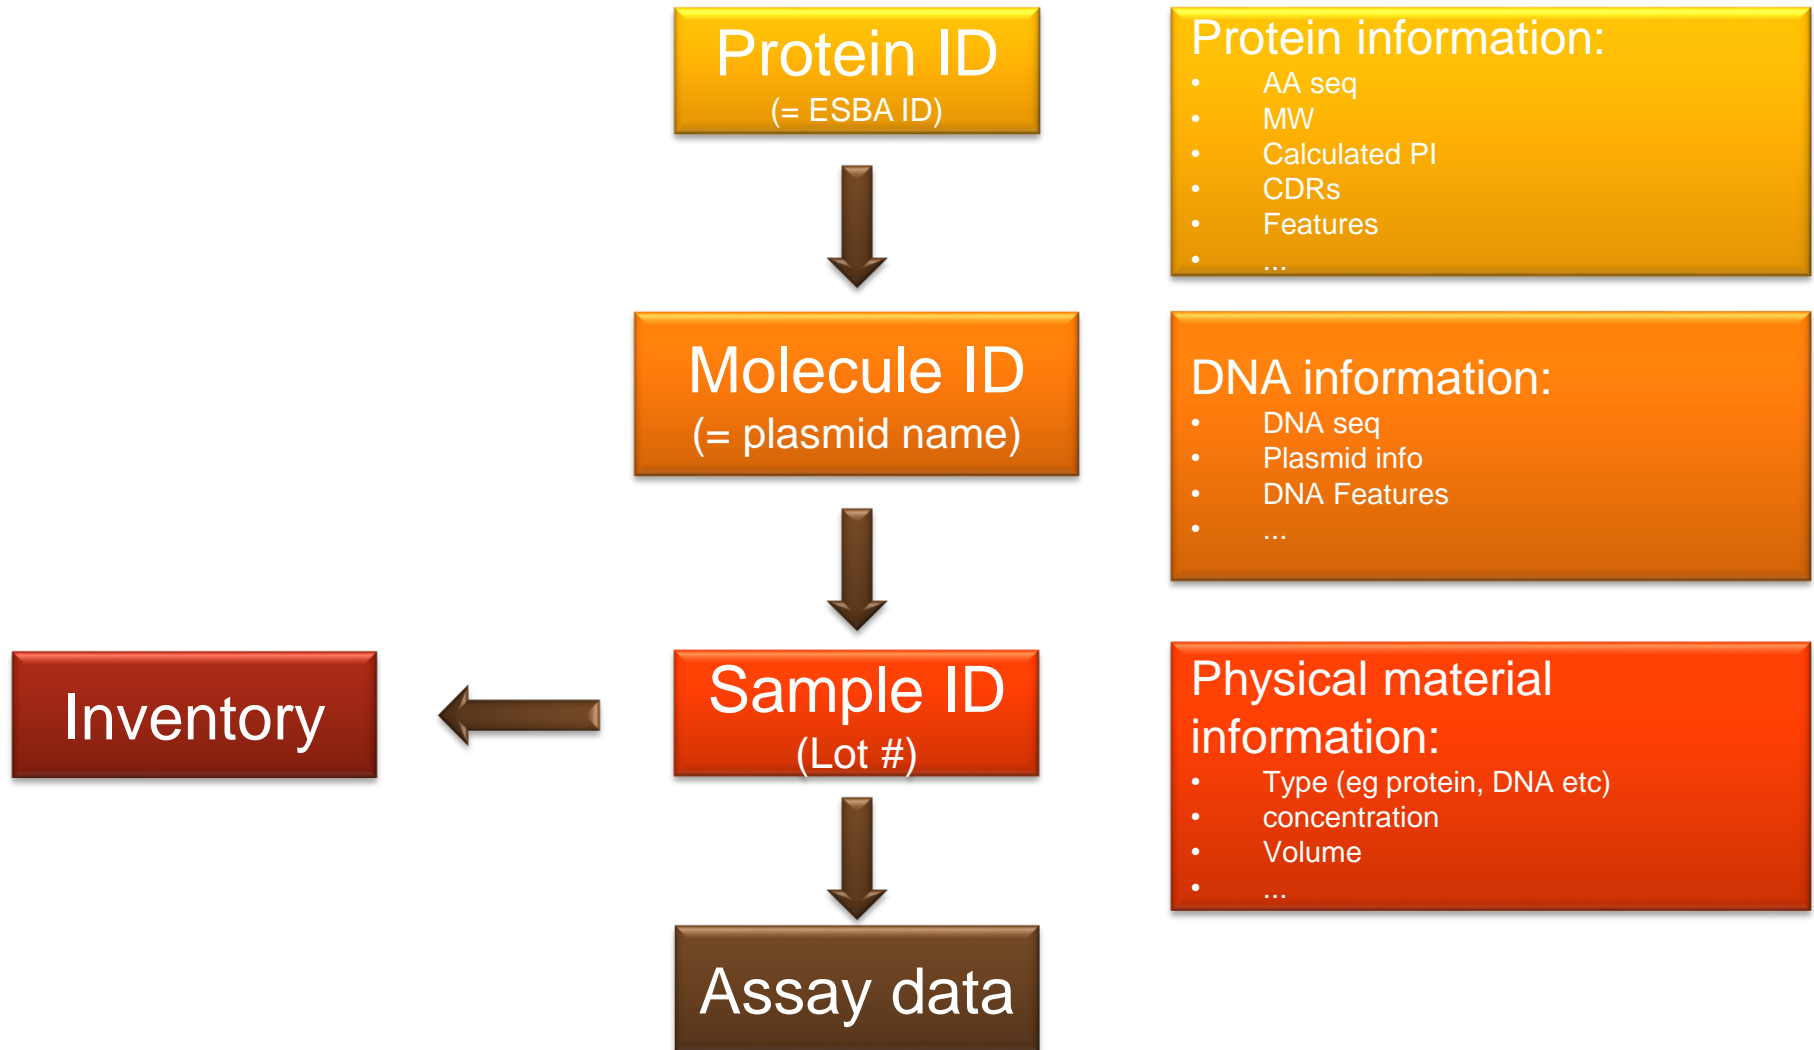 Protein ID
(= ESBA ID)
Protein information:
• AA seq
• MW
• Calculated PI
• CDRs
• Features
• ...
Molecule ID
(= plasmid name)
DNA information:
• DNA seq
• Plasmid info
• DNA Features
• ...
Inventory
Sample ID
(Lot #)
Physical material
information:
• Type (eg protein, DNA etc)
• concentration
• Volume
• ...
Assay data